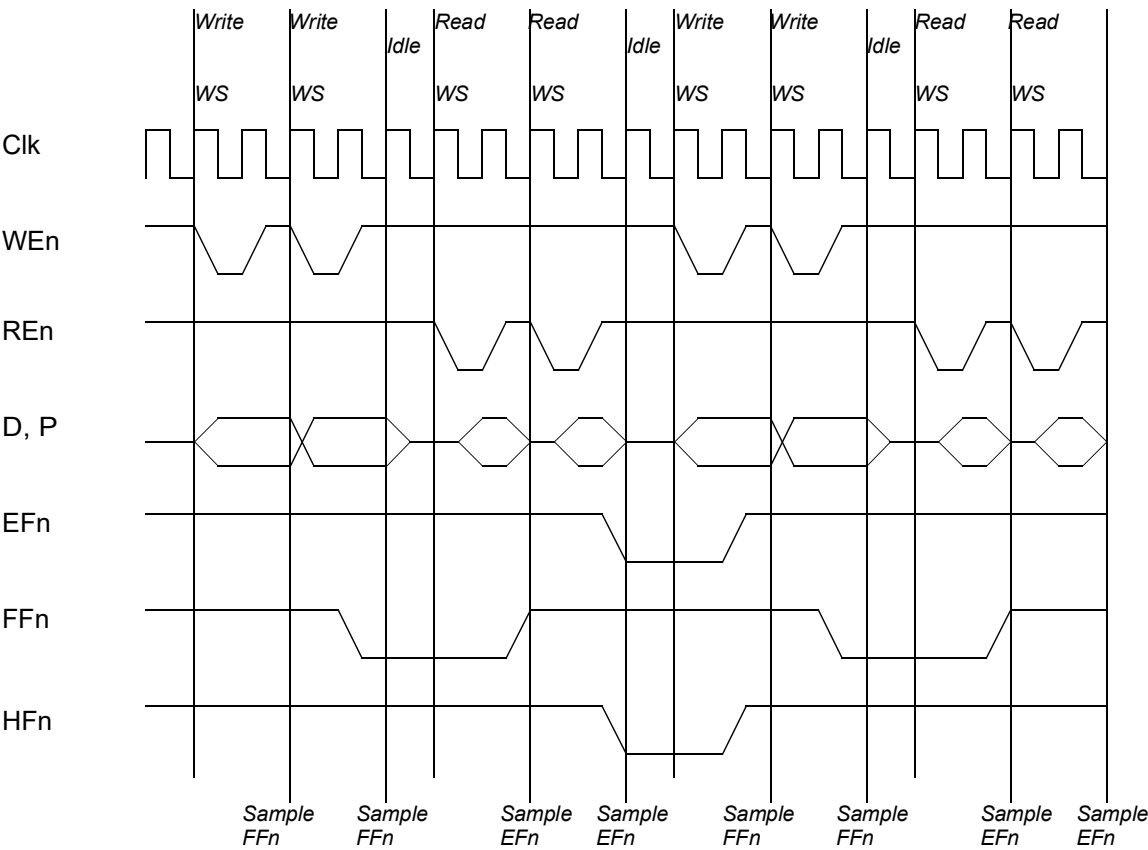 Write Write Read Read Write Write Read Read
Idle Idle Idle
WS WS WS WS WS WS WS WS
Clk
WEn
REn
D, P
EFn
FFn
HFn
Sample Sample Sample Sample Sample Sample Sample Sample
FFn FFn EFn EFn FFn FFn EFn EFn